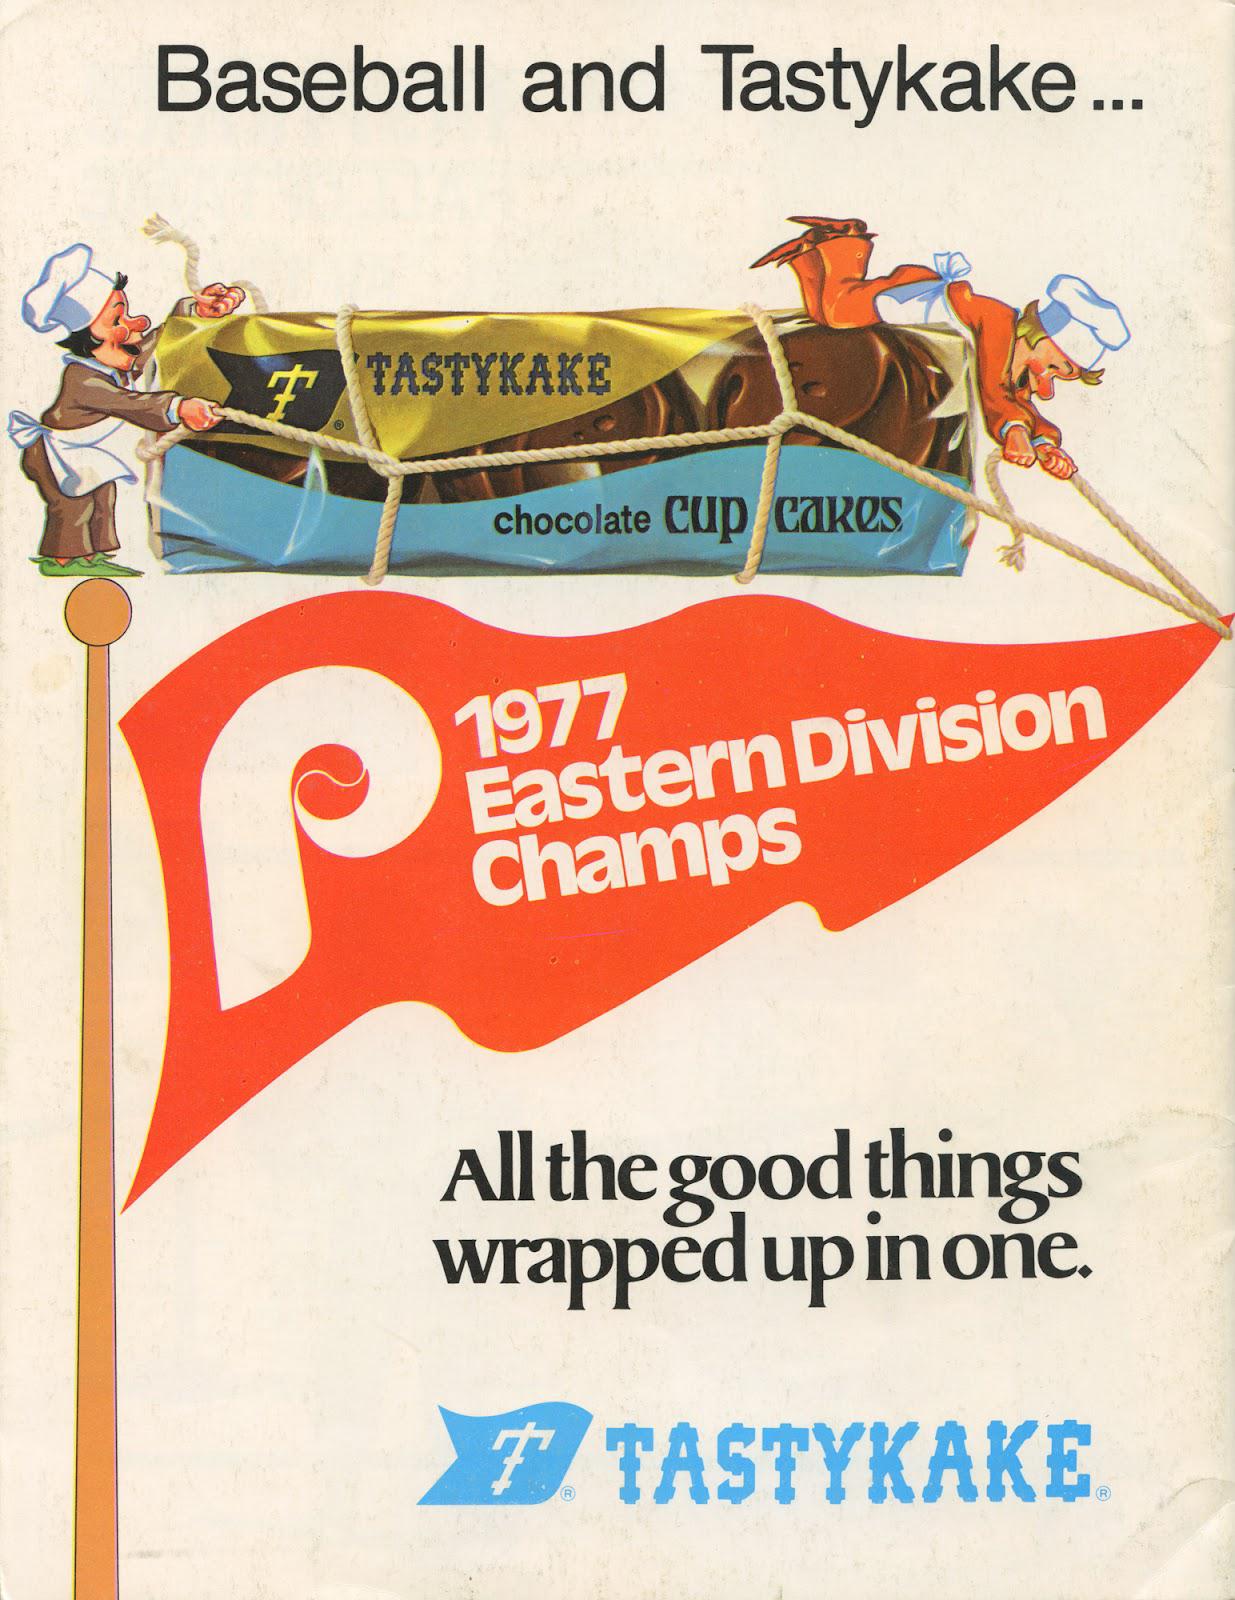 Baseball and Tastykake...
T TASTYKAKE
®
chocolate CUP CAKES
P
1977
Eastern Division
Champs
All the good things
wrapped up in one.
T® TASTYKAKE®